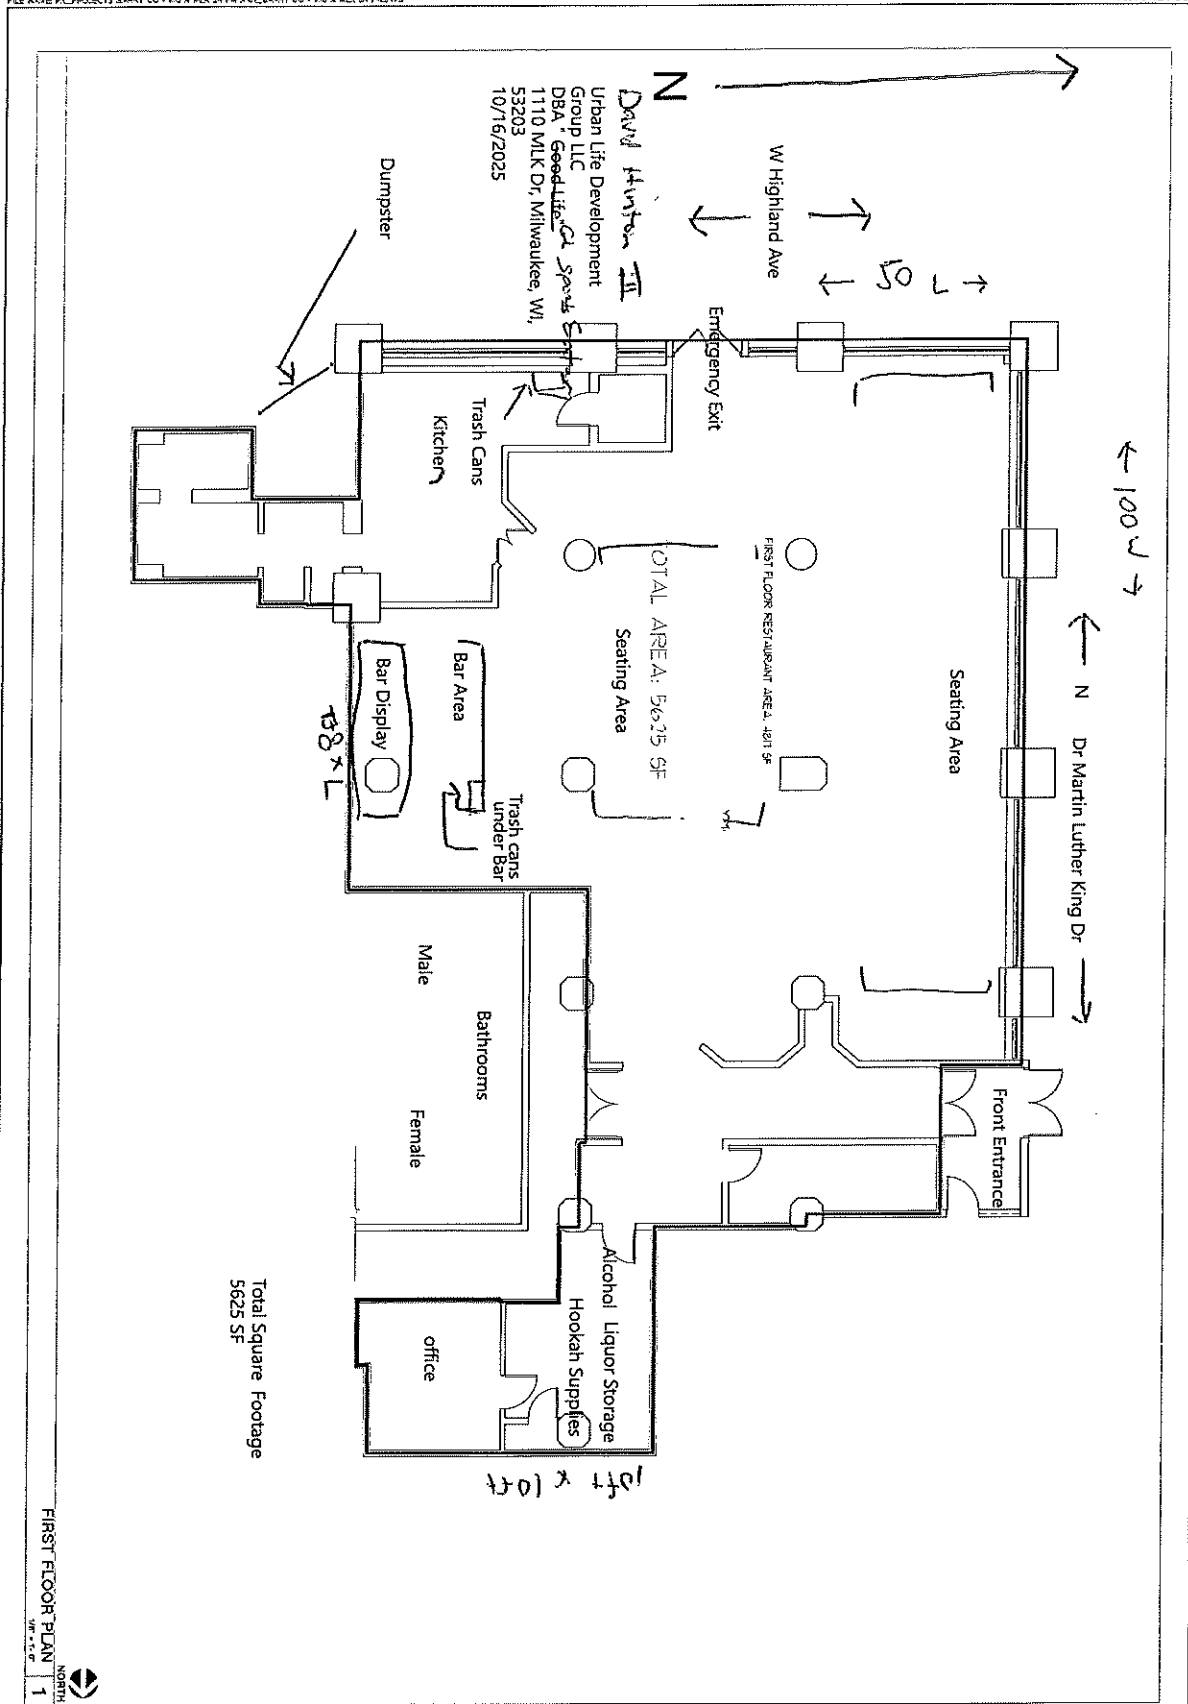 N
David Hinton III
Urban Life Development
Group LLC
DBA " Good Life"
1110 MLK Dr, Milwaukee, WI,
53203
10/16/2025
W Highland Ave
50 L
Dumpster
Emergency Exit
Trash Cans
Kitchen
100 W
N Dr Martin Luther King Dr
Seating Area
FIRST FLOOR RESTAURANT AREA:
TOTAL AREA: 5625 SF
Seating Area
Bar Area
Bar Display
Trash cans
under Bar
Male
Bathrooms
Female
Front Entrance
Alcohol Liquor Storage
Hookah Supplies
office
10ft
Total Square Footage
5625 SF
FIRST FLOOR PLAN
1
NORTH